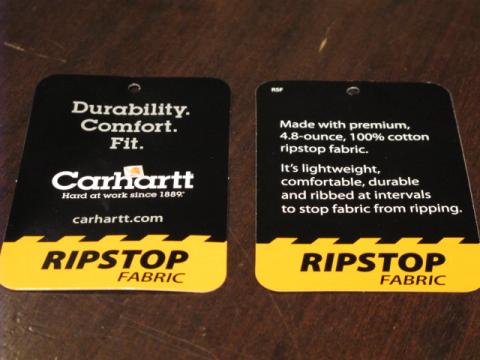 Durability.
Comfort.
Fit.
Carhartt
Hard at work since 1889.
carhartt.com
RIPSTOP
FABRIC
RSF
Made with premium,
4.8-ounce, 100% cotton
ripstop fabric.
It's lightweight,
comfortable, durable
and ribbed at intervals
to stop fabric from ripping.
RIPSTOP
FABRIC